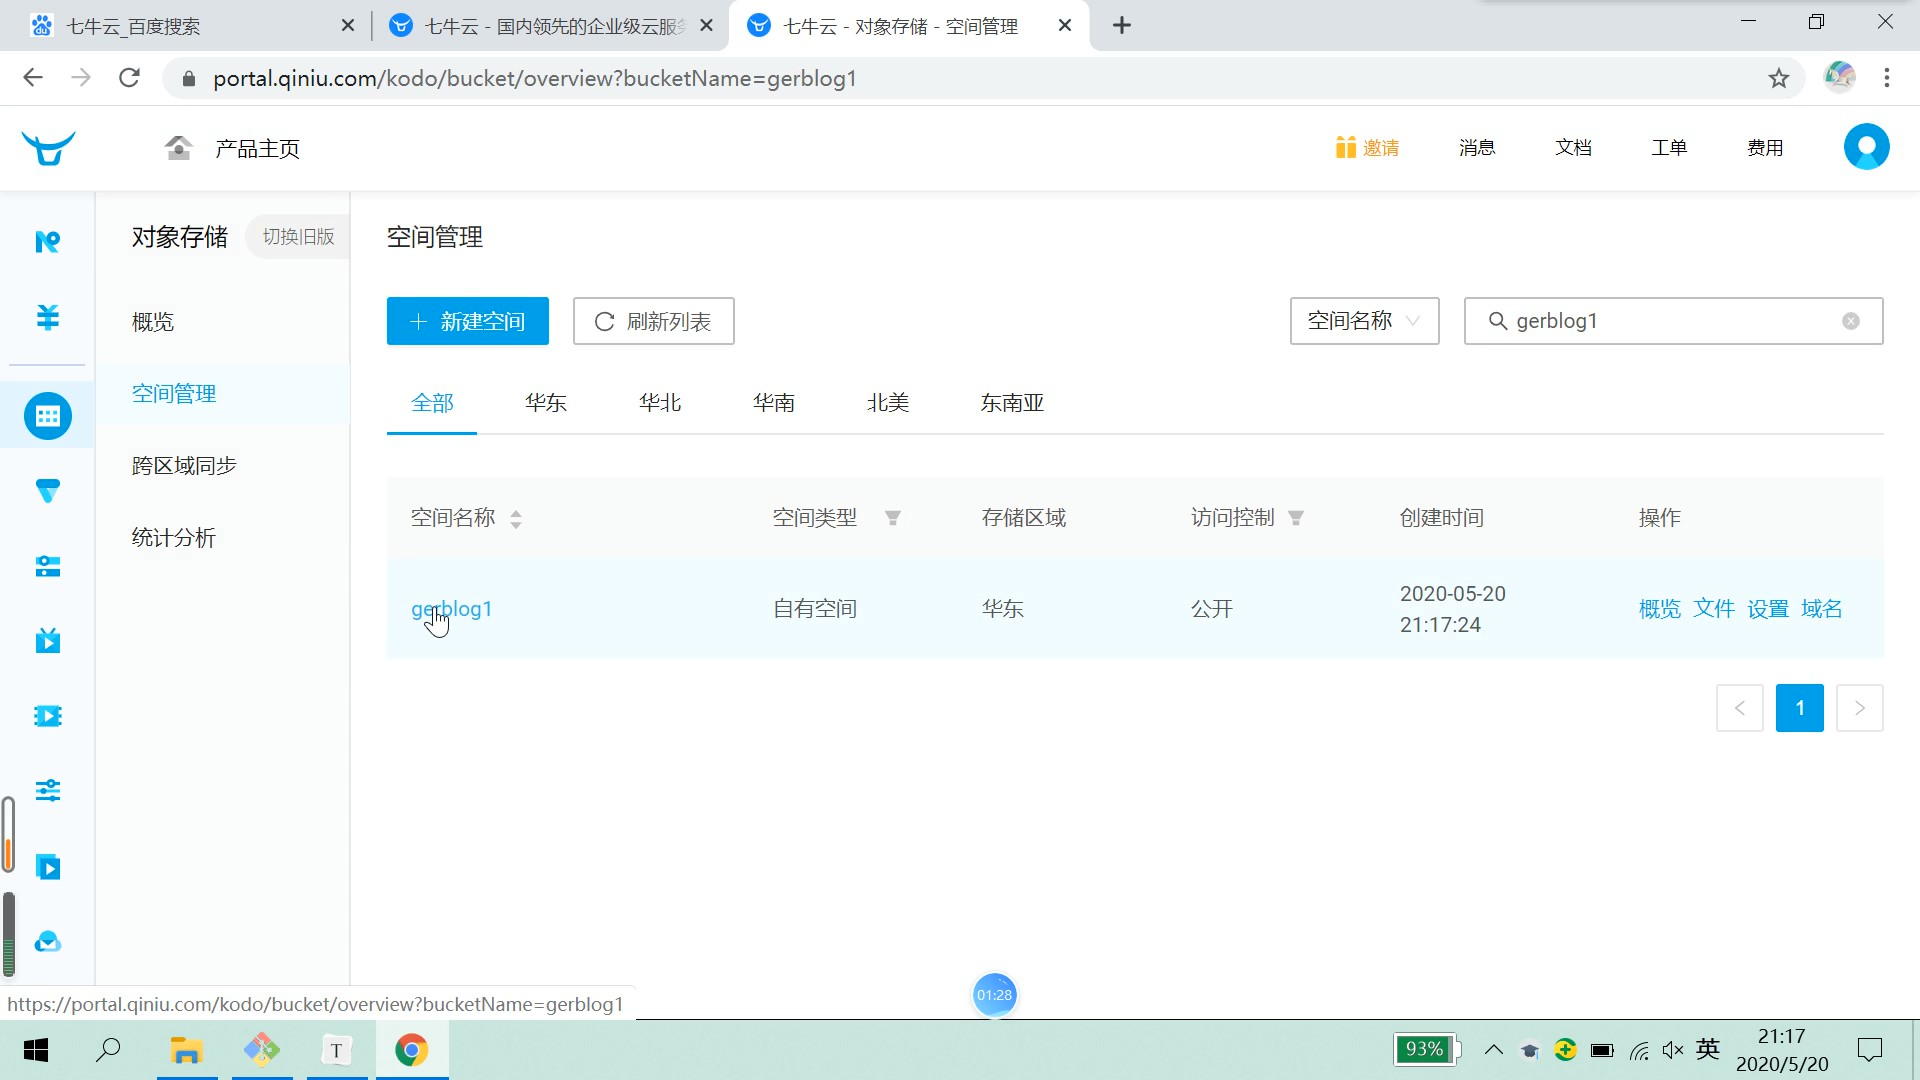 七牛云_百度搜索
七牛云 - 国内领先的企业级云服务
七牛云 - 对象存储 - 空间管理
portal.qiniu.com/kodo/bucket/overview?bucketName=gerblog1
产品主页
邀请
消息
文档
工单
费用
对象存储
切换旧版
概览
空间管理
跨区域同步
统计分析
空间管理
新建空间
刷新列表
空间名称
gerblog1
全部
华东
华北
华南
北美
东南亚
空间名称
空间类型
存储区域
访问控制
创建时间
操作
gerblog1
自有空间
华东
公开
2020-05-20
21:17:24
概览 文件 设置 域名
1
01:28
https://portal.qiniu.com/kodo/bucket/overview?bucketName=gerblog1
T
93%
英
21:17
2020/5/20